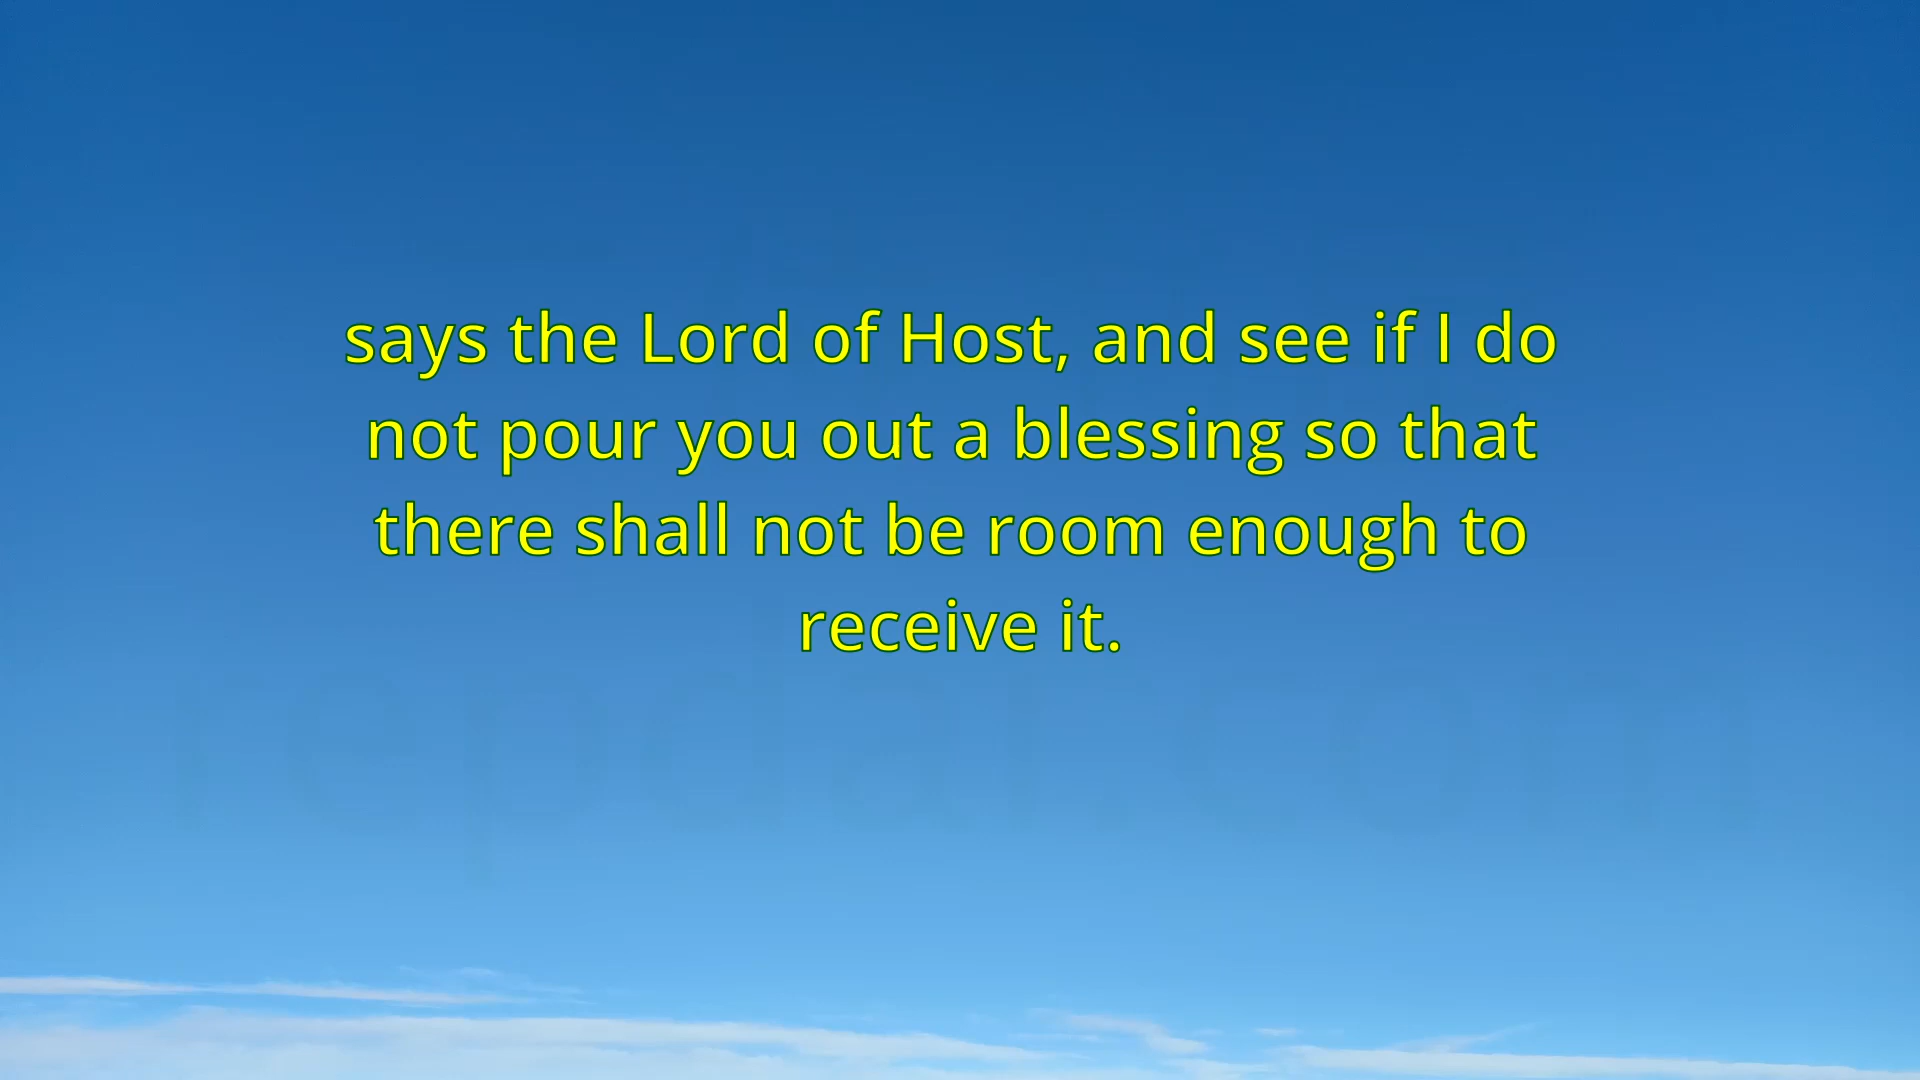 says the Lord of Host, and see if I do
not pour you out a blessing so that
there shall not be room enough to
receive it.